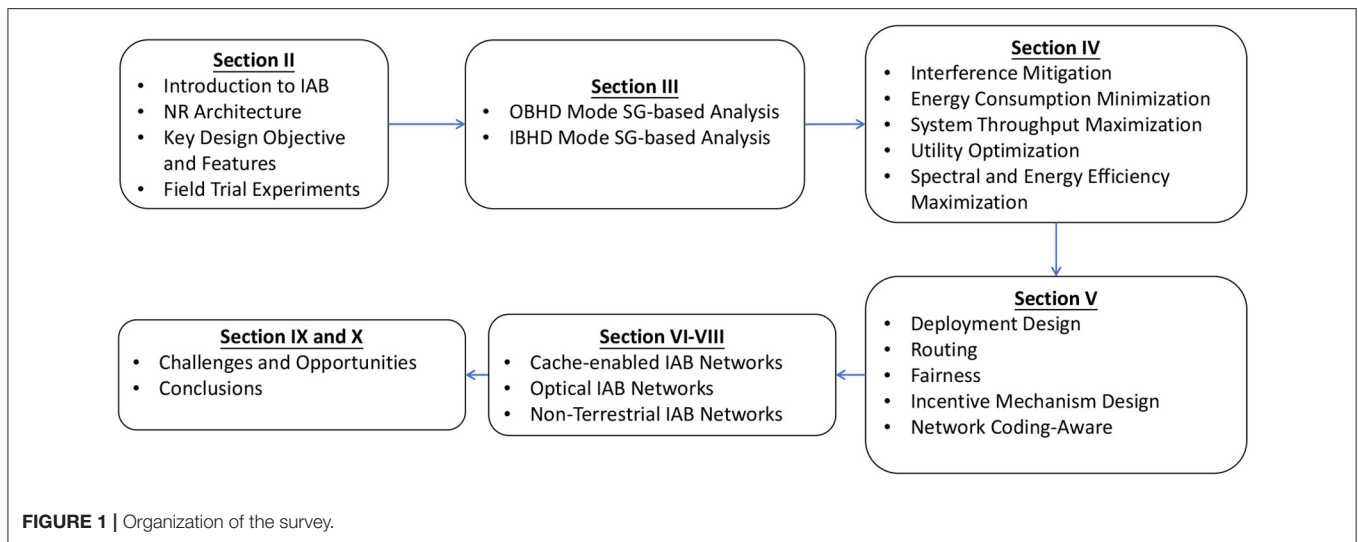 Section II
• Introduction to IAB
• NR Architecture
• Key Design Objective
and Features
• Field Trial Experiments
Section III
• OBHD Mode SG-based Analysis
• IBHD Mode SG-based Analysis
Section IV
• Interference Mitigation
• Energy Consumption Minimization
• System Throughput Maximization
• Utility Optimization
• Spectral and Energy Efficiency
Maximization
Section V
• Deployment Design
• Routing
• Fairness
• Incentive Mechanism Design
• Network Coding-Aware
Section VI-VIII
• Cache-enabled IAB Networks
• Optical IAB Networks
• Non-Terrestrial IAB Networks
Section IX and X
• Challenges and Opportunities
• Conclusions
FIGURE 1 | Organization of the survey.